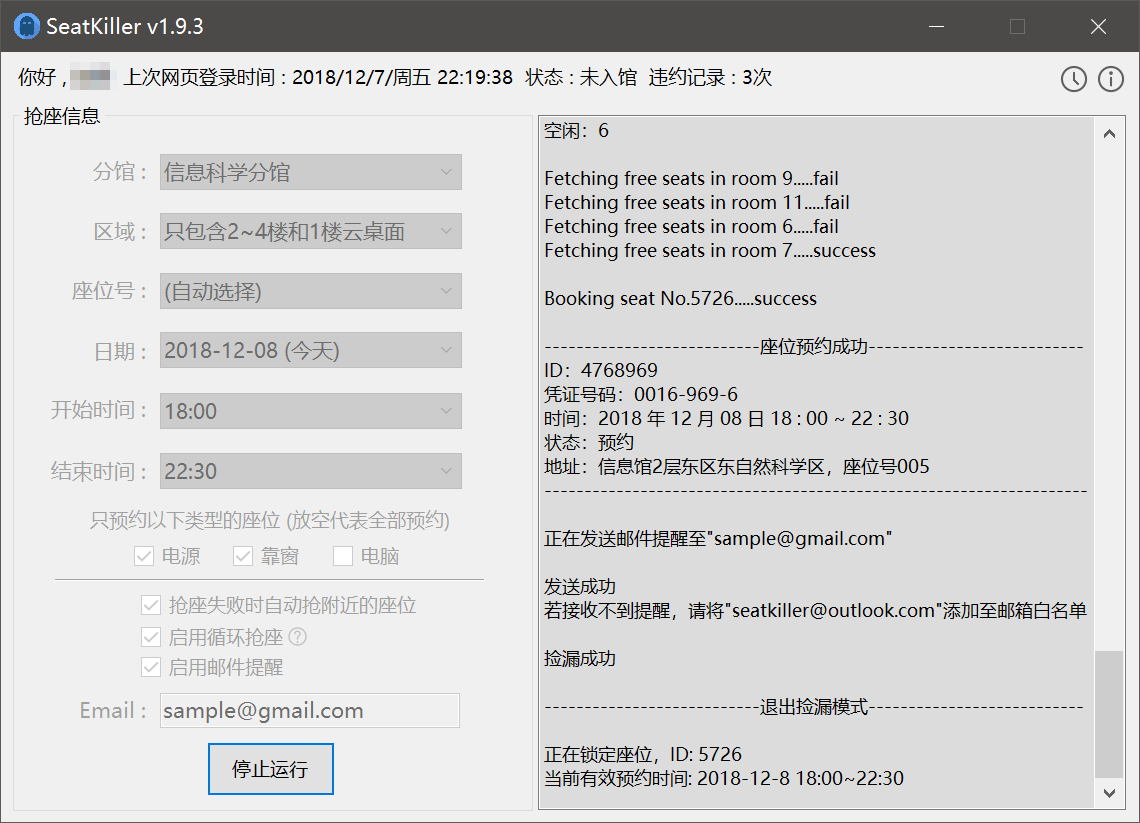 SeatKiller v1.9.3
你好 , 上次网页登录时间 : 2018/12/7/周五 22:19:38 状态 : 未入馆 违约记录 : 3次
抢座信息
分馆 : 信息科学分馆
区域 : 只包含2~4楼和1楼云桌面
座位号 : (自动选择)
日期 : 2018-12-08 (今天)
开始时间 : 18:00
结束时间 : 22:30
只预约以下类型的座位 (放空代表全部预约)
电源 靠窗 电脑
抢座失败时自动抢附近的座位
启用循环抢座 ?
启用邮件提醒
Email : sample@gmail.com
停止运行
空闲：6
Fetching free seats in room 9.....fail
Fetching free seats in room 11.....fail
Fetching free seats in room 6.....fail
Fetching free seats in room 7.....success
Booking seat No.5726.....success
---------------------------座位预约成功---------------------------
ID：4768969
凭证号码：0016-969-6
时间：2018 年 12 月 08 日 18 : 00 ~ 22 : 30
状态：预约
地址：信息馆2层东区东自然科学区，座位号005
--------------------------------------------------------------------
正在发送邮件提醒至"sample@gmail.com"
发送成功
若接收不到提醒，请将"seatkiller@outlook.com"添加至邮箱白名单
捡漏成功
---------------------------退出捡漏模式---------------------------
正在锁定座位，ID: 5726
当前有效预约时间: 2018-12-8 18:00~22:30